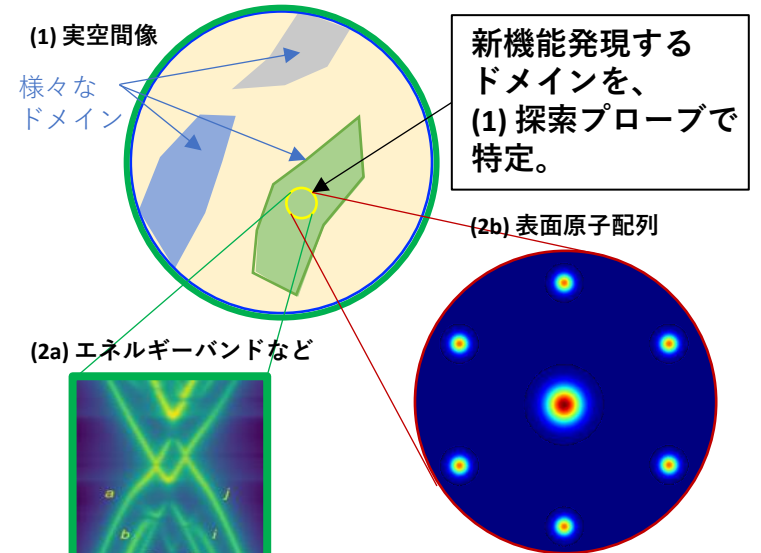 (1) 実空間像
様々な
ドメイン
新機能発現する
ドメインを、
(1) 探索プローブで
特定。
(2b) 表面原子配列
(2a) エネルギーバンドなど
a
j
b
i